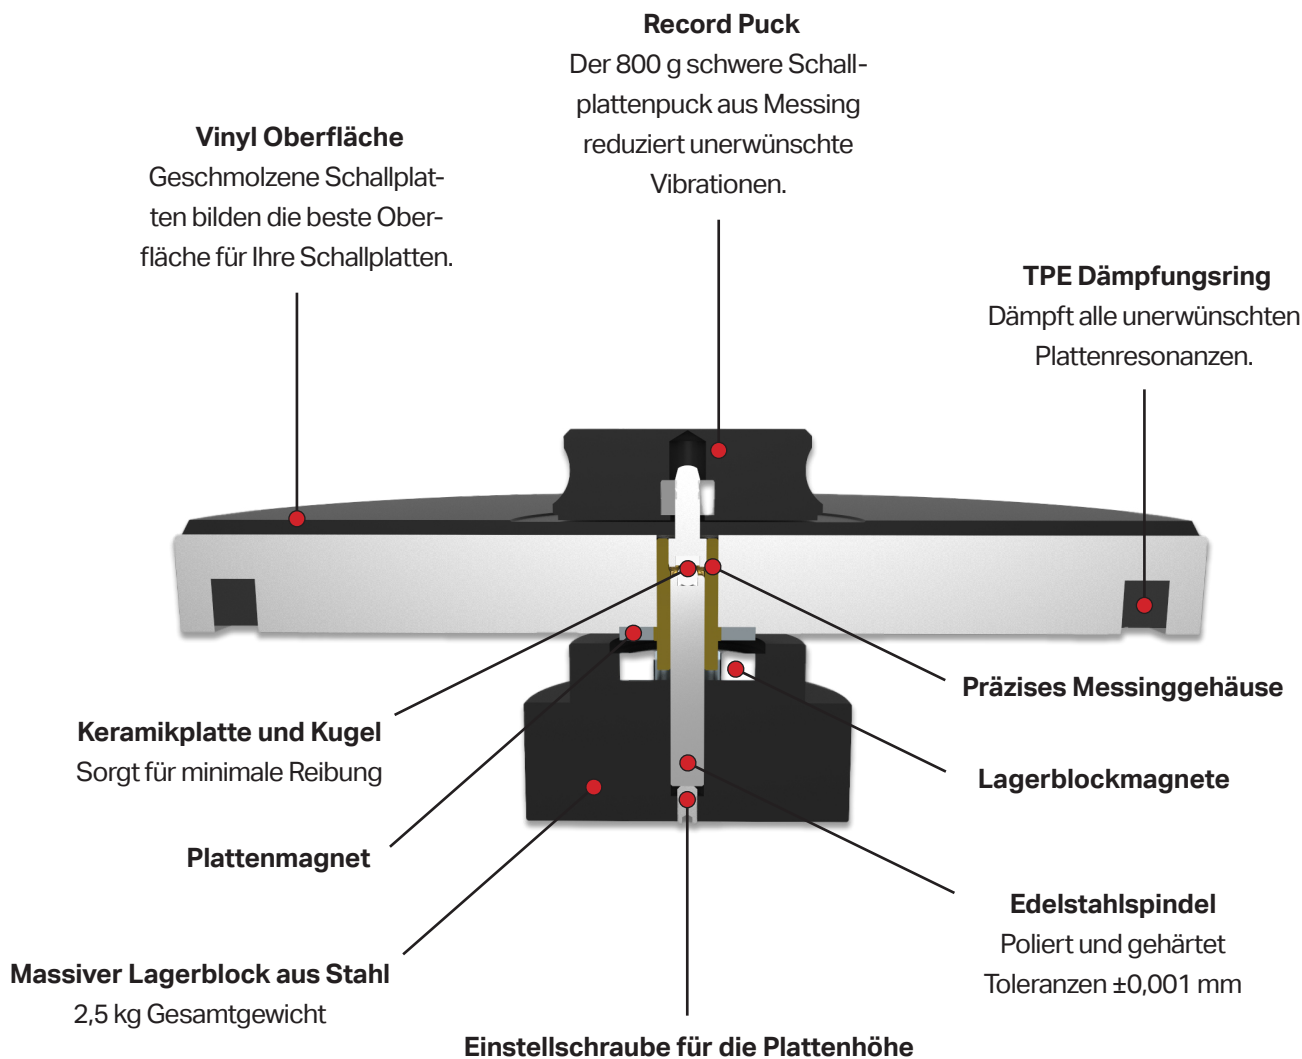 Record Puck
Der 800 g schwere Schall-
plattenpuck aus Messing
reduziert unerwünschte
Vibrationen.
Vinyl Oberfläche
Geschmolzene Schallplat-
ten bilden die beste Ober-
fläche für Ihre Schallplatten.
TPE Dämpfungsring
Dämpft alle unerwünschten
Plattenresonanzen.
Präzises Messinggehäuse
Keramikplatte und Kugel
Sorgt für minimale Reibung
Lagerblockmagnete
Plattenmagnet
Edelstahlspindel
Poliert und gehärtet
Toleranzen ±0,001 mm
Massiver Lagerblock aus Stahl
2,5 kg Gesamtgewicht
Einstellschraube für die Plattenhöhe